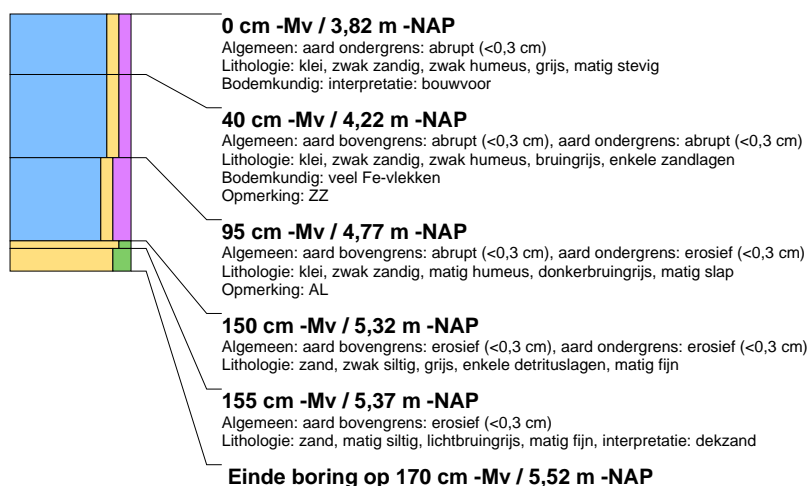 0 cm -Mv / 3,82 m -NAP
Algemeen: aard ondergrens: abrupt (<0,3 cm)
Lithologie: klei, zwak zandig, zwak humeus, grijs, matig stevig
Bodemkundig: interpretatie: bouwvoor
40 cm -Mv / 4,22 m -NAP
Algemeen: aard bovengrens: abrupt (<0,3 cm), aard ondergrens: abrupt (<0,3 cm)
Lithologie: klei, zwak zandig, zwak humeus, bruingrijs, enkele zandlagen
Bodemkundig: veel Fe-vlekken
Opmerking: ZZ
95 cm -Mv / 4,77 m -NAP
Algemeen: aard bovengrens: abrupt (<0,3 cm), aard ondergrens: erosief (<0,3 cm)
Lithologie: klei, zwak zandig, matig humeus, donkerbruingrijs, matig slap
Opmerking: AL
150 cm -Mv / 5,32 m -NAP
Algemeen: aard bovengrens: erosief (<0,3 cm), aard ondergrens: erosief (<0,3 cm)
Lithologie: zand, zwak siltig, grijs, enkele detrituslagen, matig fijn
155 cm -Mv / 5,37 m -NAP
Algemeen: aard bovengrens: erosief (<0,3 cm)
Lithologie: zand, matig siltig, lichtbruingrijs, matig fijn, interpretatie: dekzand
Einde boring op 170 cm -Mv / 5,52 m -NAP